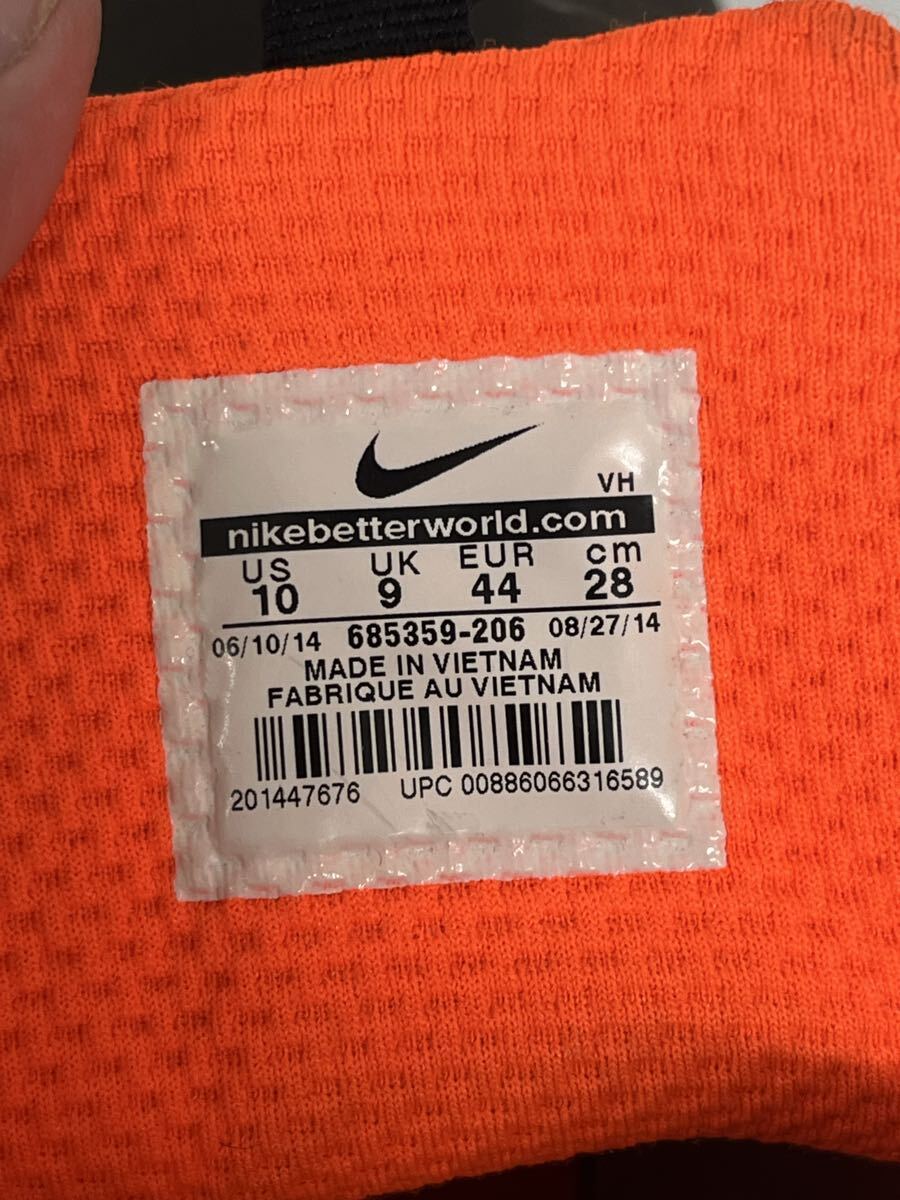 VH
nikebetterworld.com
US UK EUR cm
10 9 44 28
06/10/14 685359-206 08/27/14
MADE IN VIETNAM
FABRIQUE AU VIETNAM
201447676 UPC 00886066316589